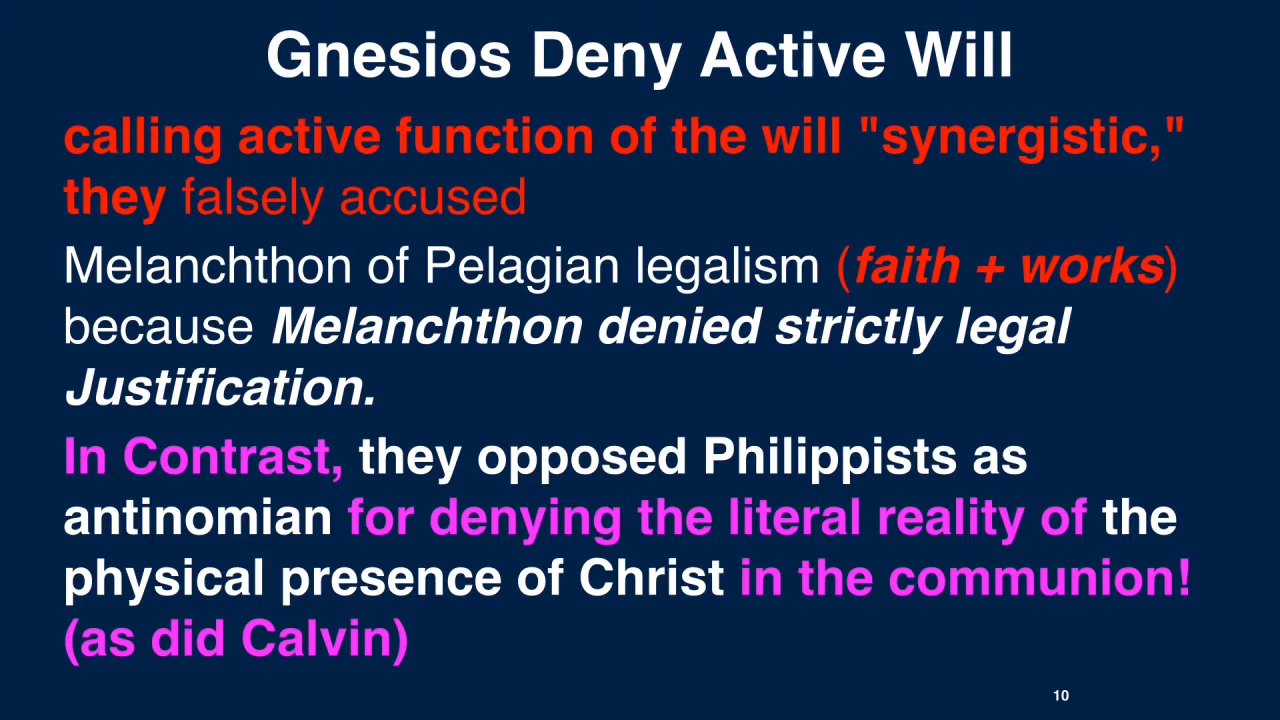 Gnesios Deny Active Will
calling active function of the will "synergistic,"
they falsely accused
Melanchthon of Pelagian legalism (faith + works)
because Melanchthon denied strictly legal
Justification.
In Contrast, they opposed Philippists as
antinomian for denying the literal reality of the
physical presence of Christ in the communion!
(as did Calvin)
10